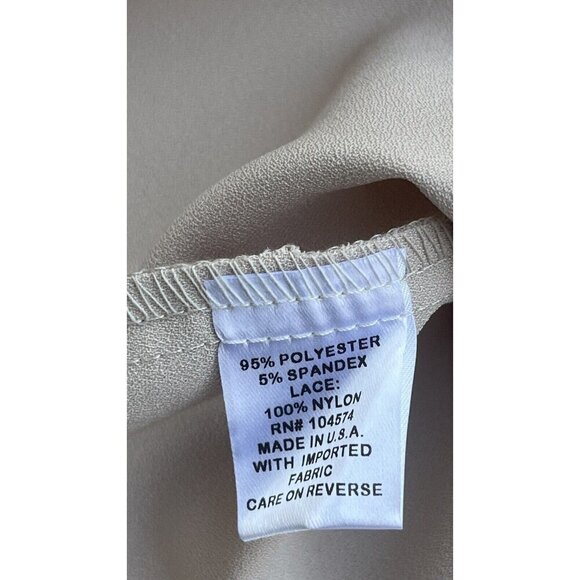 95% POLYESTER
5% SPANDEX
LACE:
100% NYLON
RN# 104574
MADE IN U.S.A.
WITH IMPORTED
FABRIC
CARE ON REVERSE